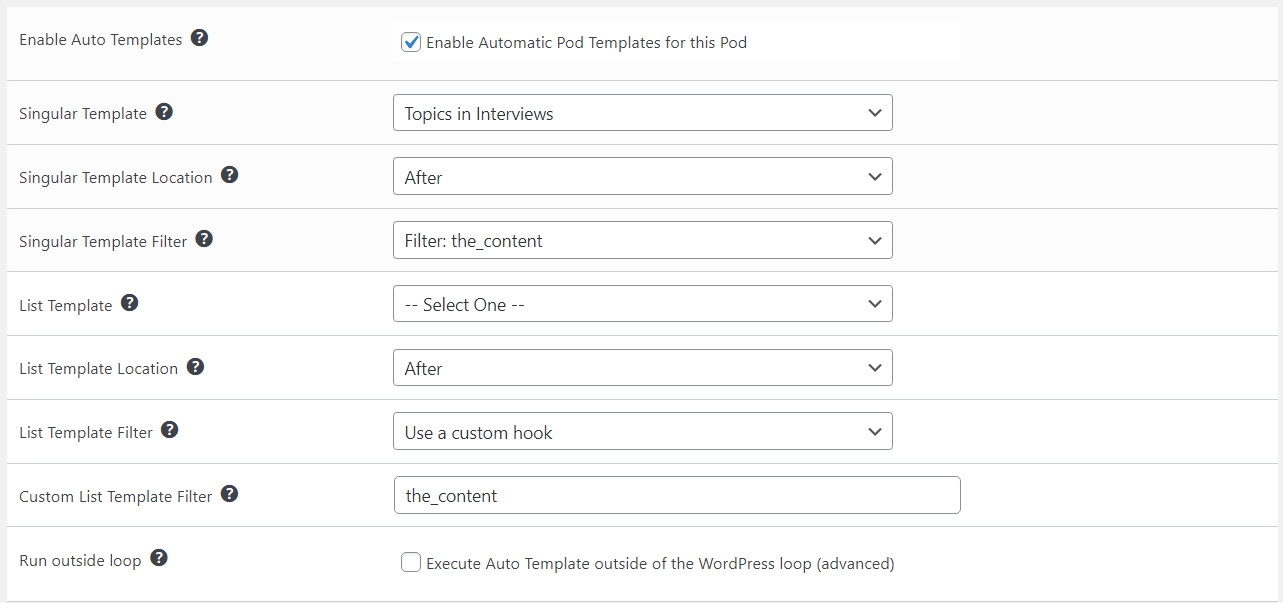 Enable Auto Templates ?
Enable Automatic Pod Templates for this Pod
Singular Template ?
Topics in Interviews
Singular Template Location ?
After
Singular Template Filter ?
Filter: the_content
List Template ?
-- Select One --
List Template Location ?
After
List Template Filter ?
Use a custom hook
Custom List Template Filter ?
the_content
Run outside loop ?
Execute Auto Template outside of the WordPress loop (advanced)